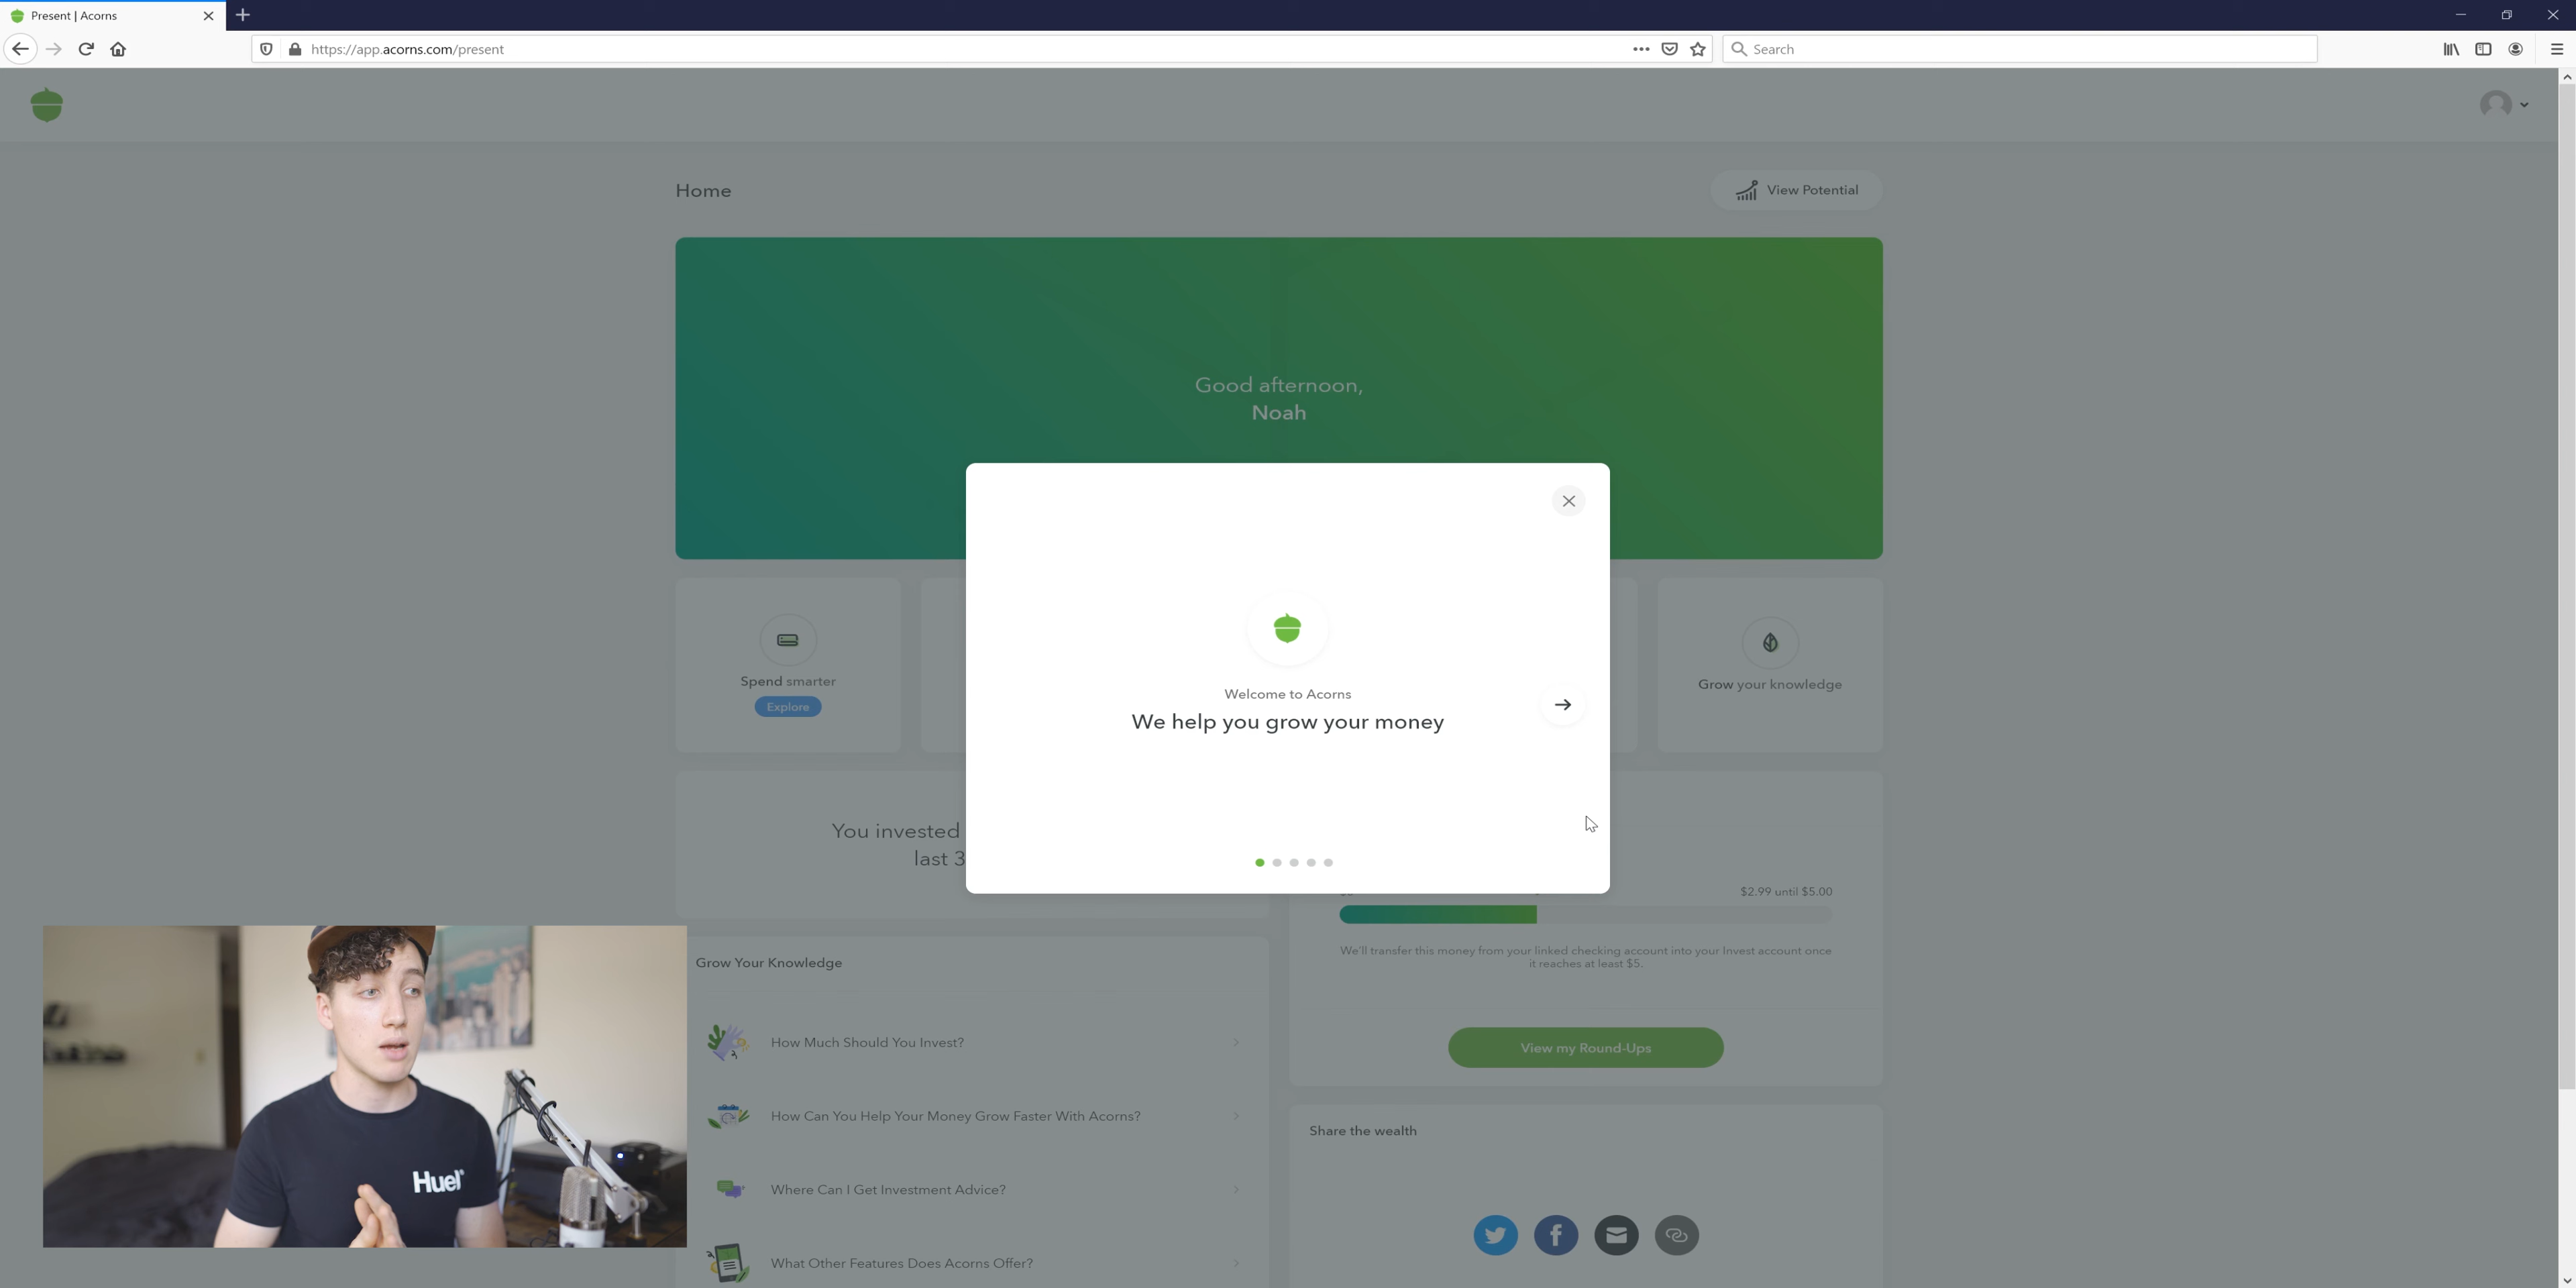 Present | Acorns
https://app.acorns.com/present
Search
Home
View Potential
Good afternoon,
Noah
Welcome to Acorns
We help you grow your money
Spend smarter
Explore
Grow your knowledge
You invested
last 3
$2.99 until $5.00
We'll transfer this money from your linked checking account into your Invest account once
it reaches at least $5.
View my Round-Ups
Grow Your Knowledge
How Much Should You Invest?
How Can You Help Your Money Grow Faster With Acorns?
Where Can I Get Investment Advice?
What Other Features Does Acorns Offer?
Share the wealth
Huel